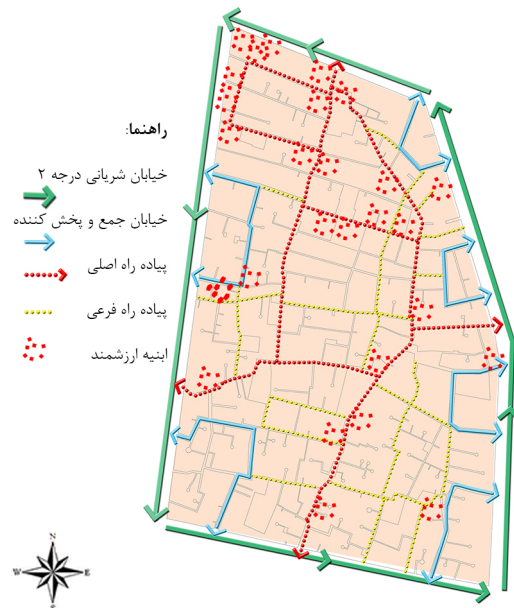 راهنما:
خیابان شریانی درجه ۲
خیابان جمع و پخش کننده
پیاده راه اصلی
پیاده راه فرعی
ابنیه ارزشمند
N
W E
S